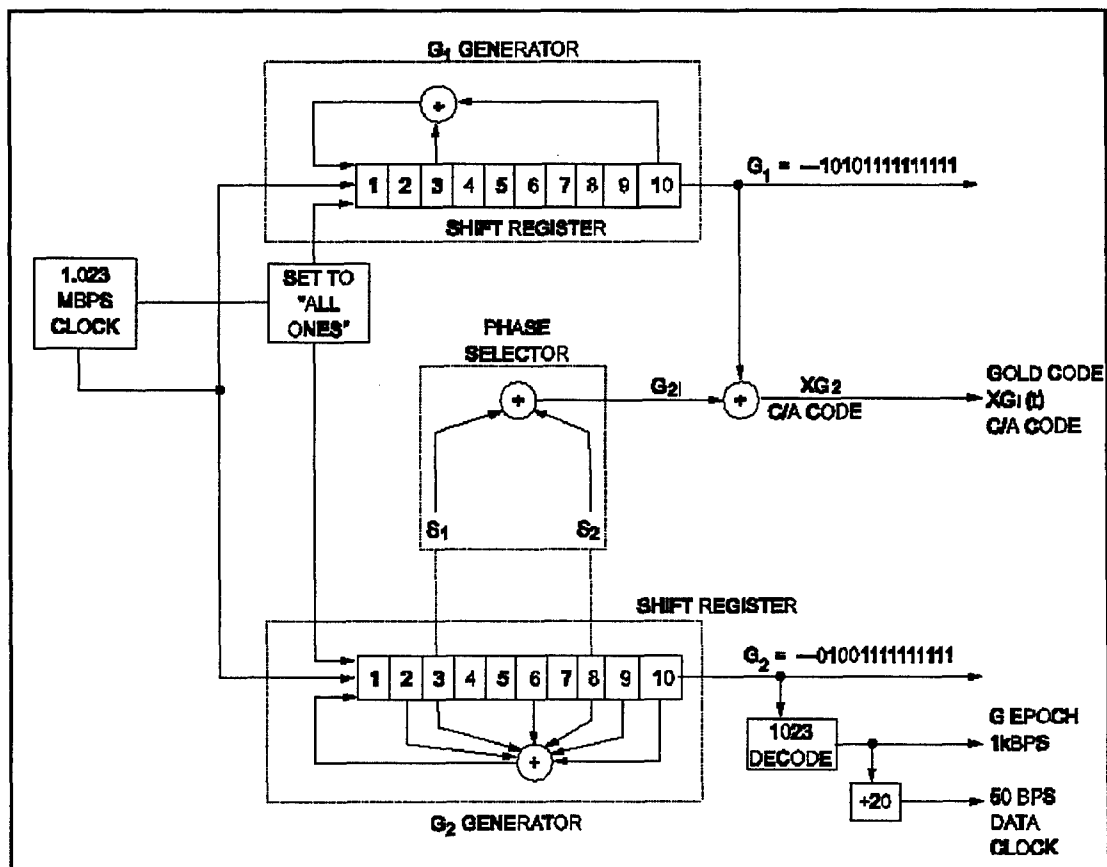 G1 GENERATOR
+
1 2 3 4 5 6 7 8 9 10
SHIFT REGISTER
G1 = —10101111111111
1.023
MBPS
CLOCK
SET TO
"ALL
ONES"
PHASE
SELECTOR
+
G2I
+
XG2
C/A CODE
GOLD CODE
XGI (t)
C/A CODE
S1
S2
SHIFT REGISTER
1 2 3 4 5 6 7 8 9 10
G2 = —01001111111111
+
G2 GENERATOR
1023
DECODE
G EPOCH
1kBPS
÷20
50 BPS
DATA
CLOCK